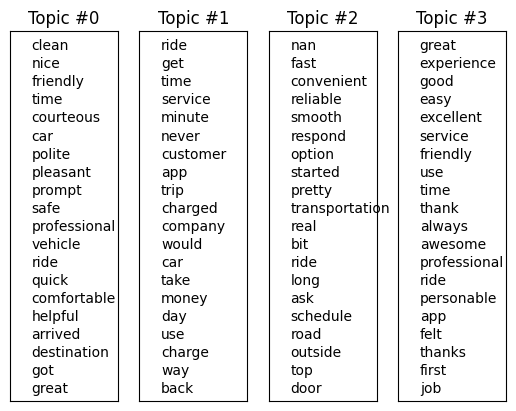 Topic #0
clean
nice
friendly
time
courteous
car
polite
pleasant
prompt
safe
professional
vehicle
ride
quick
comfortable
helpful
arrived
destination
got
great
Topic #1
ride
get
time
service
minute
never
customer
app
trip
charged
company
would
car
take
money
day
use
charge
way
back
Topic #2
nan
fast
convenient
reliable
smooth
respond
option
started
pretty
transportation
real
bit
ride
long
ask
schedule
road
outside
top
door
Topic #3
great
experience
good
easy
excellent
service
friendly
use
time
thank
always
awesome
professional
ride
personable
app
felt
thanks
first
job